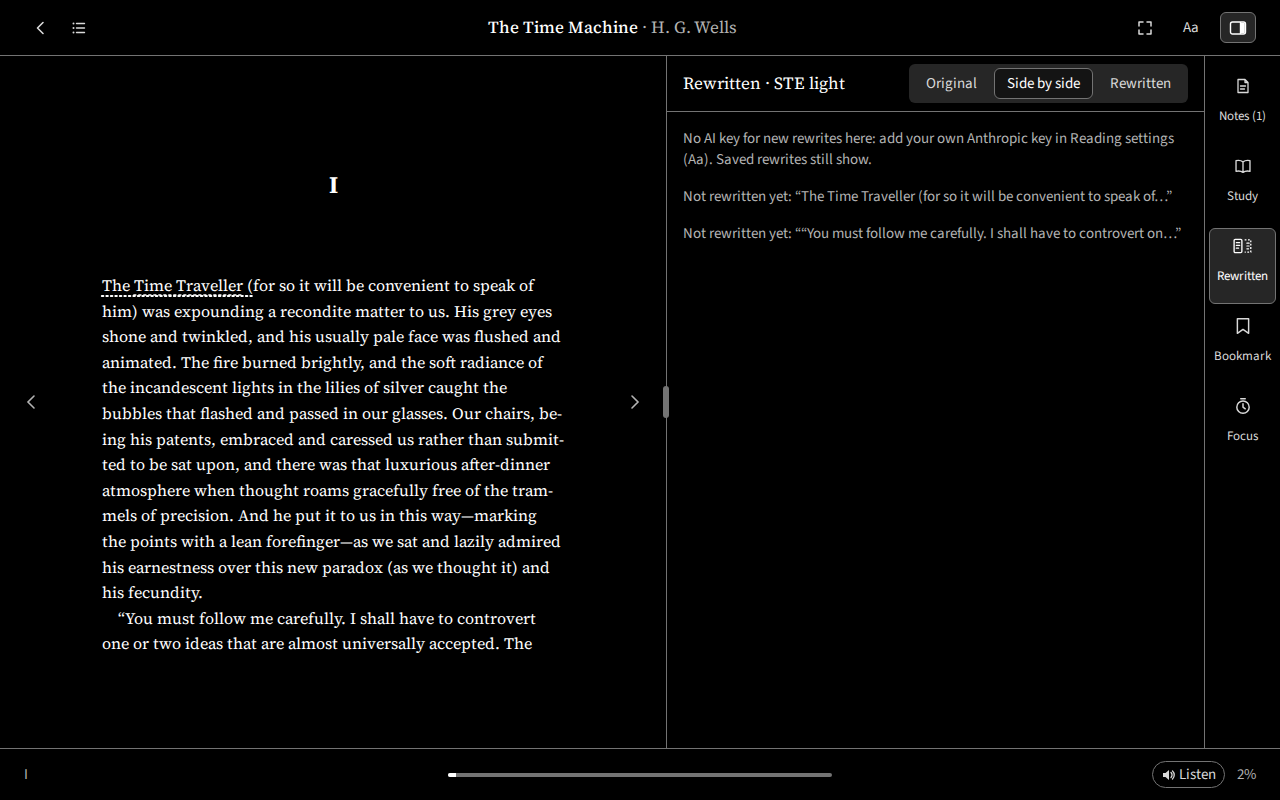 The Time Machine · H. G. Wells
Aa
Rewritten · STE light
Original
Side by side
Rewritten
No AI key for new rewrites here: add your own Anthropic key in Reading settings
(Aa). Saved rewrites still show.
Not rewritten yet: “The Time Traveller (for so it will be convenient to speak of…”
Not rewritten yet: ““You must follow me carefully. I shall have to controvert on…”
I
The Time Traveller (for so it will be convenient to speak of
him) was expounding a recondite matter to us. His grey eyes
shone and twinkled, and his usually pale face was flushed and
animated. The fire burned brightly, and the soft radiance of
the incandescent lights in the lilies of silver caught the
bubbles that flashed and passed in our glasses. Our chairs, be-
ing his patents, embraced and caressed us rather than submit-
ted to be sat upon, and there was that luxurious after-dinner
atmosphere when thought roams gracefully free of the tram-
mels of precision. And he put it to us in this way—marking
the points with a lean forefinger—as we sat and lazily admired
his earnestness over this new paradox (as we thought it) and
his fecundity.
“You must follow me carefully. I shall have to controvert
one or two ideas that are almost universally accepted. The
Notes (1)
Study
Rewritten
Bookmark
Focus
I
Listen
2%